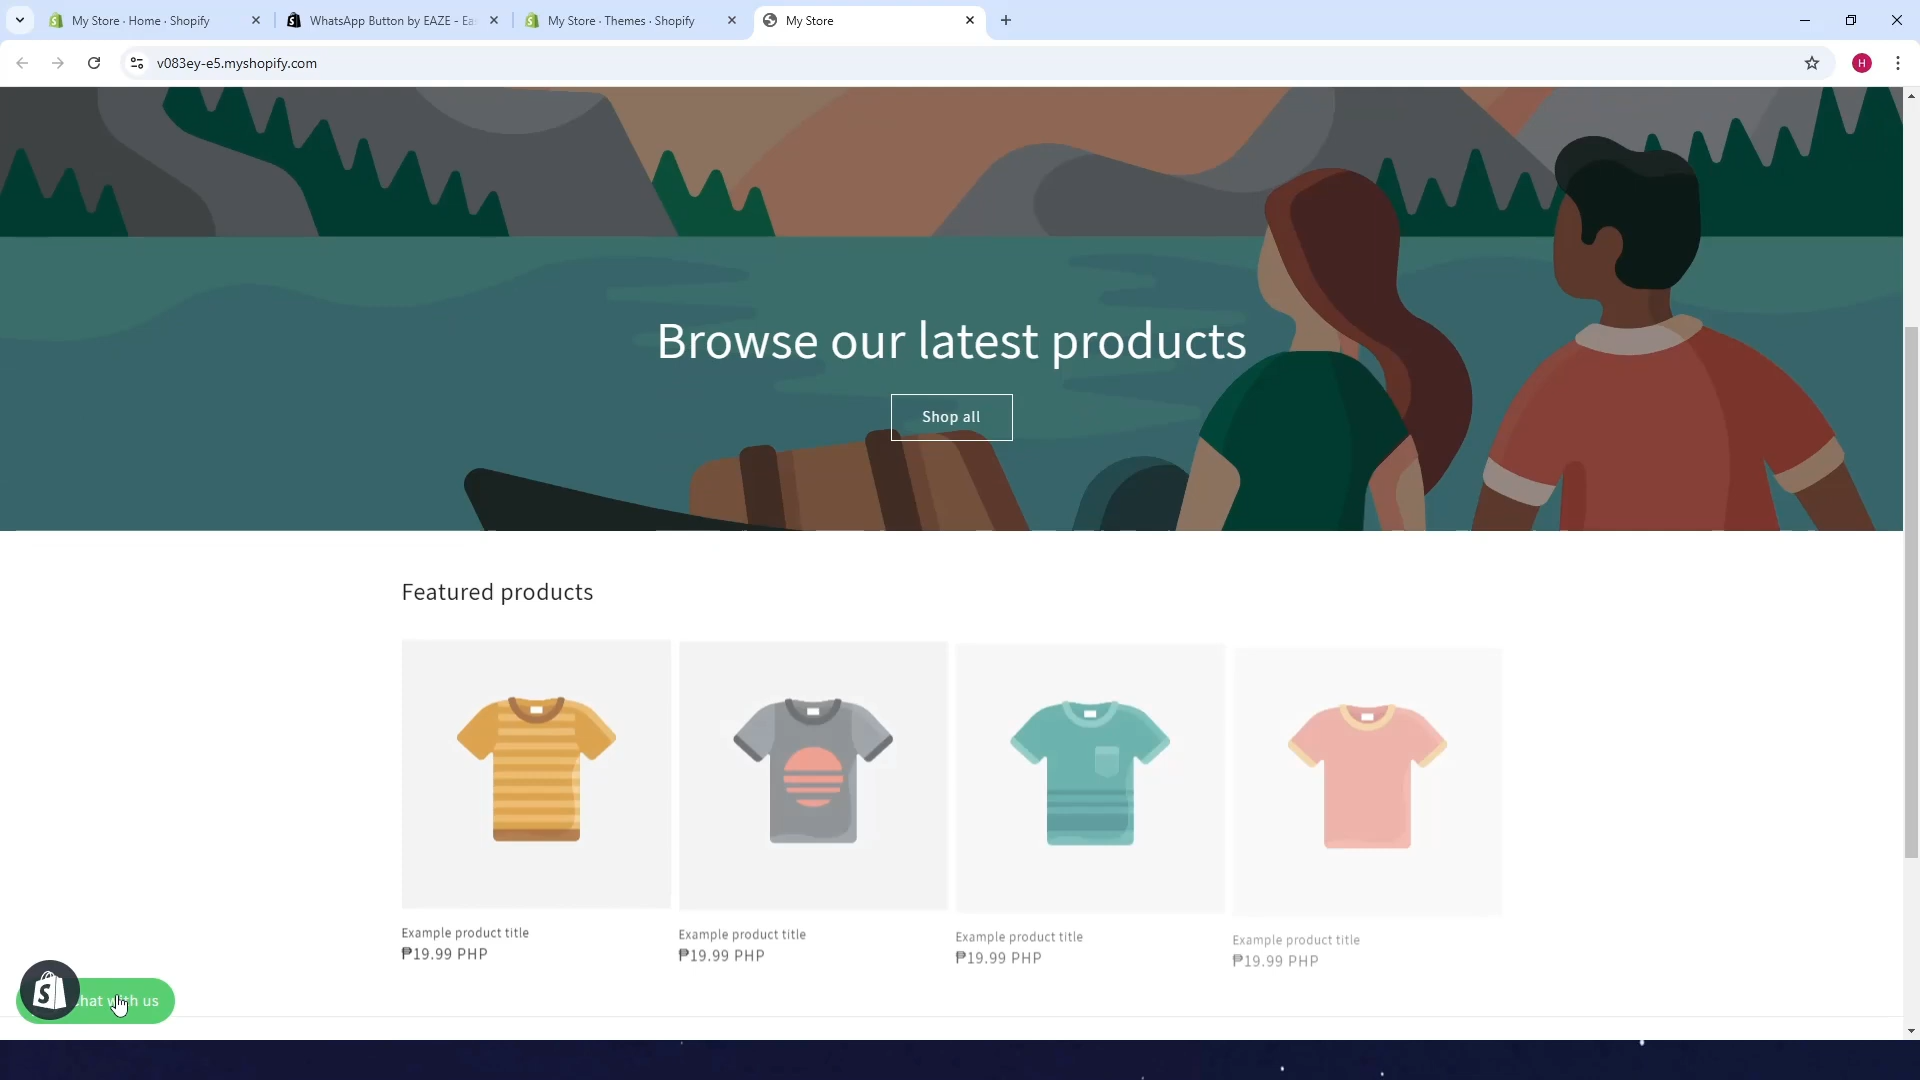 My Store · Home · Shopify
WhatsApp Button by EAZE - Ea
My Store · Themes · Shopify
My Store
v083ey-e5.myshopify.com
H
Browse our latest products
Shop all
Featured products
Example product title
₱19.99 PHP
Example product title
₱19.99 PHP
Example product title
₱19.99 PHP
Example product title
₱19.99 PHP
hat with us